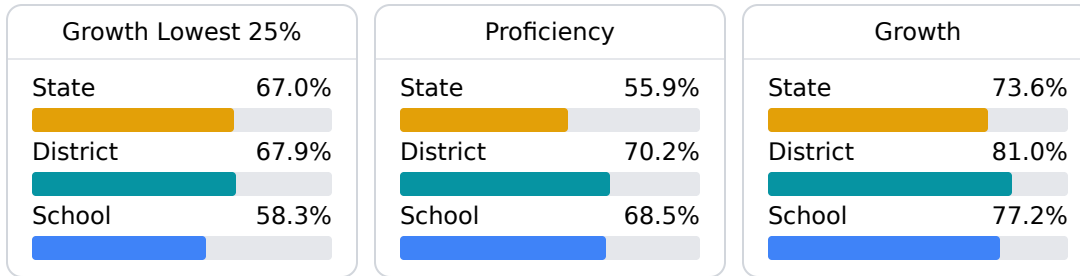 Growth Lowest 25%
State 67.0%
District 67.9%
School 58.3%
Proficiency
State 55.9%
District 70.2%
School 68.5%
Growth
State 73.6%
District 81.0%
School 77.2%